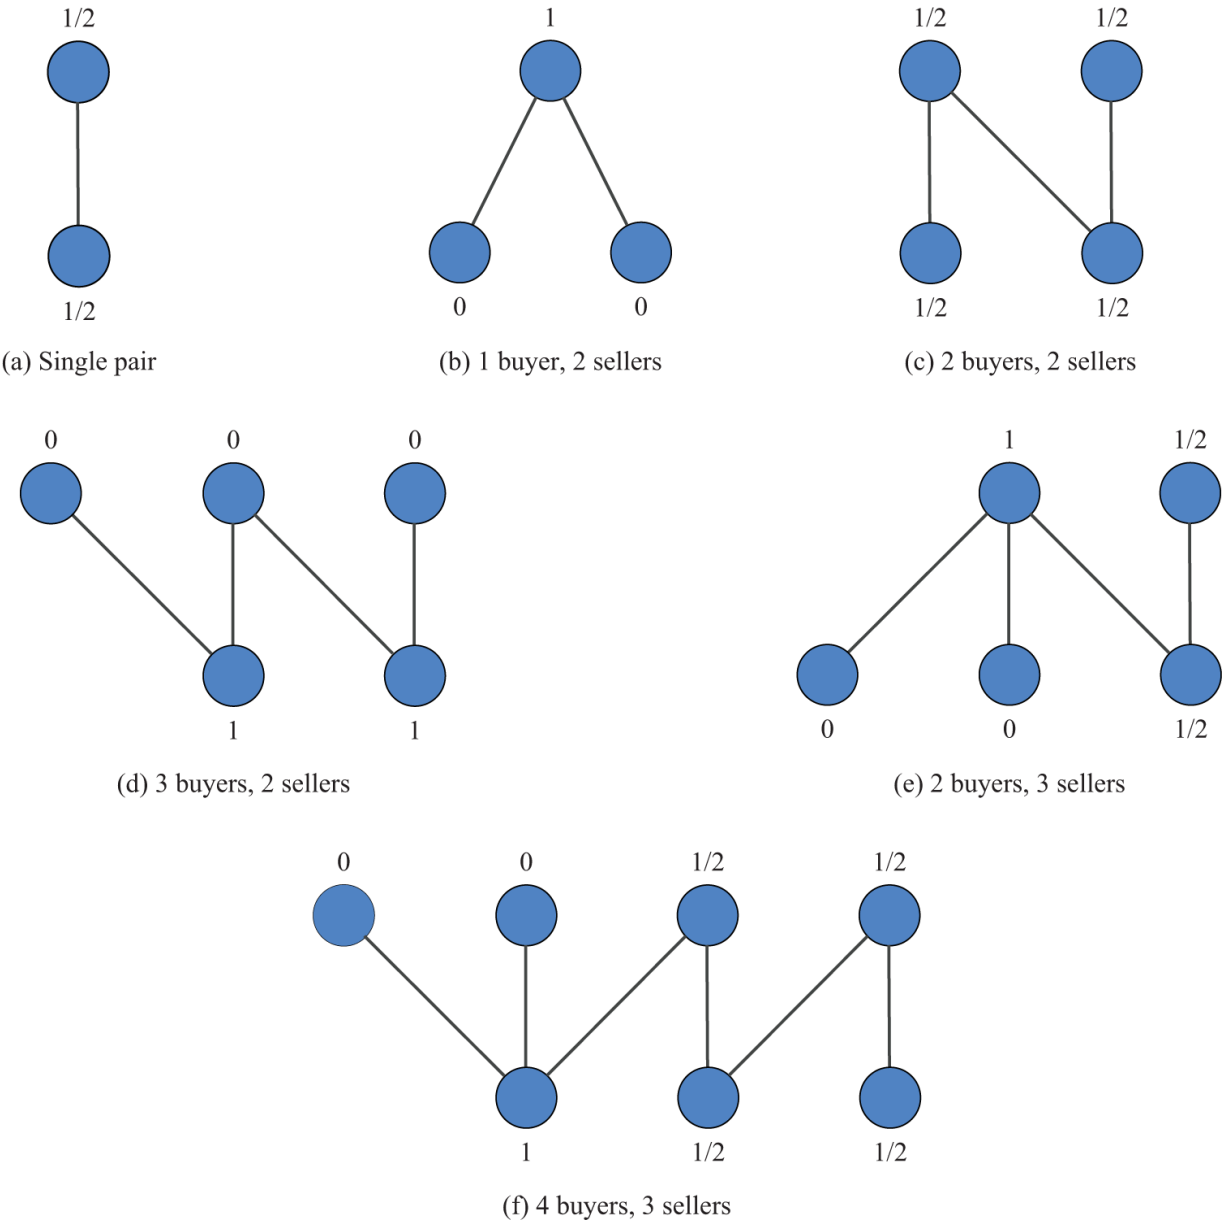 1/2
1
1/2 1/2
1/2
0 0
1/2 1/2
(a) Single pair
(b) 1 buyer, 2 sellers
(c) 2 buyers, 2 sellers
0 0 0
1 1/2
1 1
0 0 1/2
(d) 3 buyers, 2 sellers
(e) 2 buyers, 3 sellers
0 0 1/2 1/2
1 1/2 1/2
(f) 4 buyers, 3 sellers